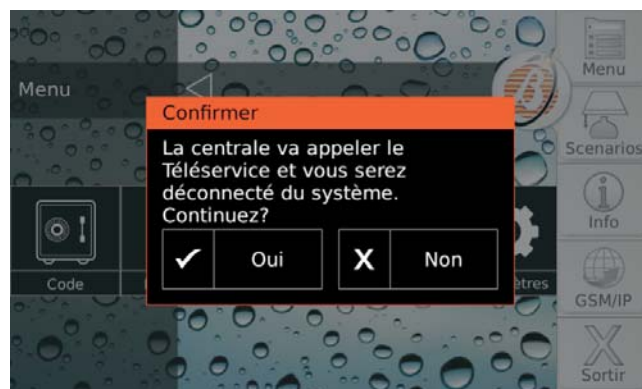 Menu
Confirmer
La centrale va appeler le
Téléservice et vous serez
déconnecté du système.
Continuez?
Oui
X
Non
Code
Menu
Scenarios
Info
GSM/IP
Sortir